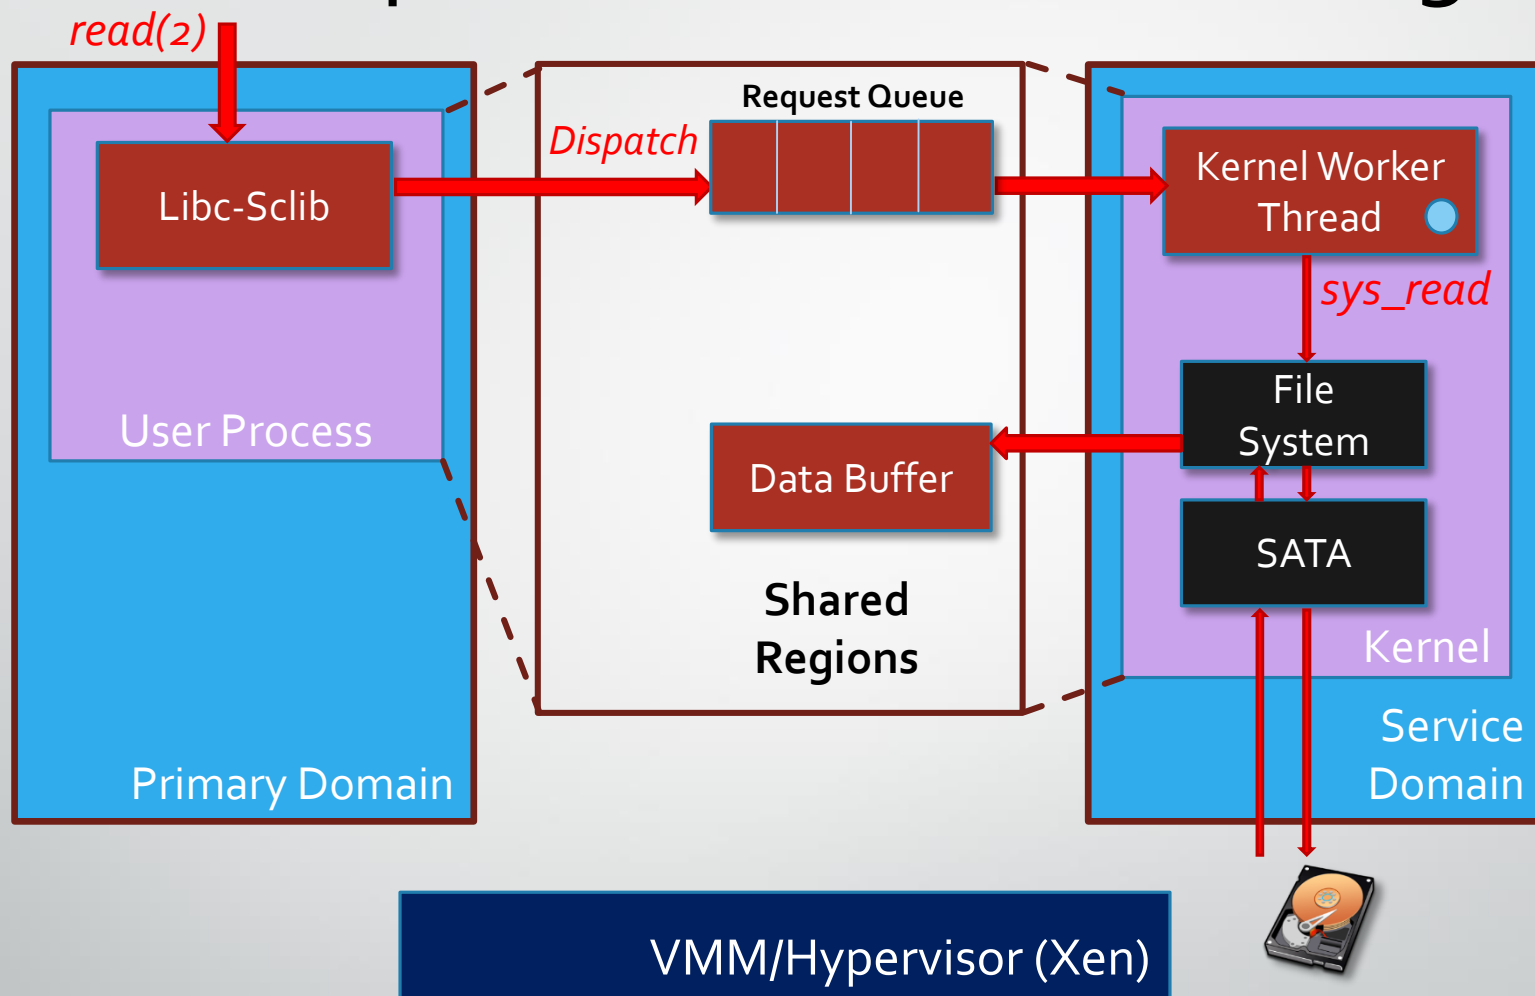 read(2)
Request Queue
Dispatch
Libc-Sclib
Kernel Worker
Thread
sys_read
File
System
User Process
Data Buffer
SATA
Shared
Regions
Kernel
Service
Domain
Primary Domain
VMM/Hypervisor (Xen)